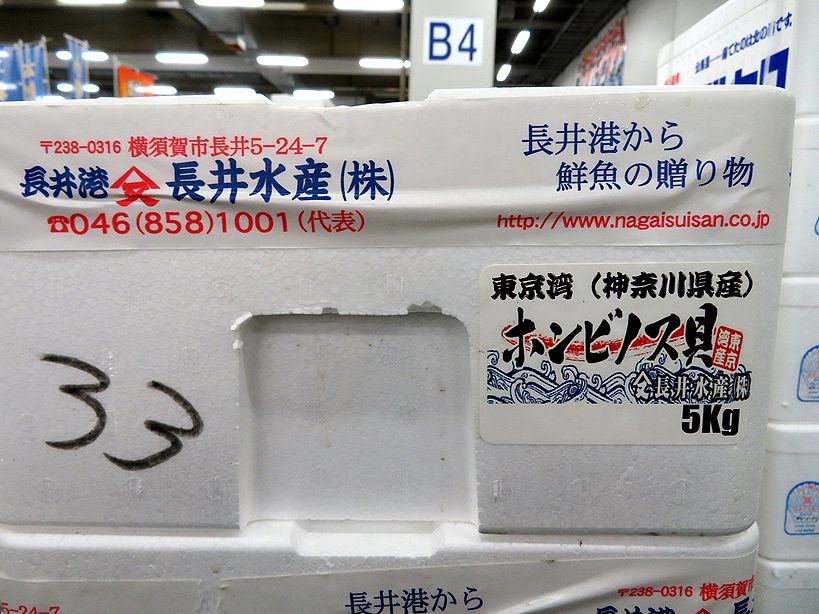 B4
〒238-0316 横須賀市長井5-24-7
長井港 長井水産(株)
☎046(858)1001(代表)
長井港から
鮮魚の贈り物
http://www.nagaisuisan.co.jp
東京湾(神奈川県産)
ホンビノス貝
東京湾産
長井水産(株)
5Kg
33
5-24-7
長井港から
〒238-0316 横須賀